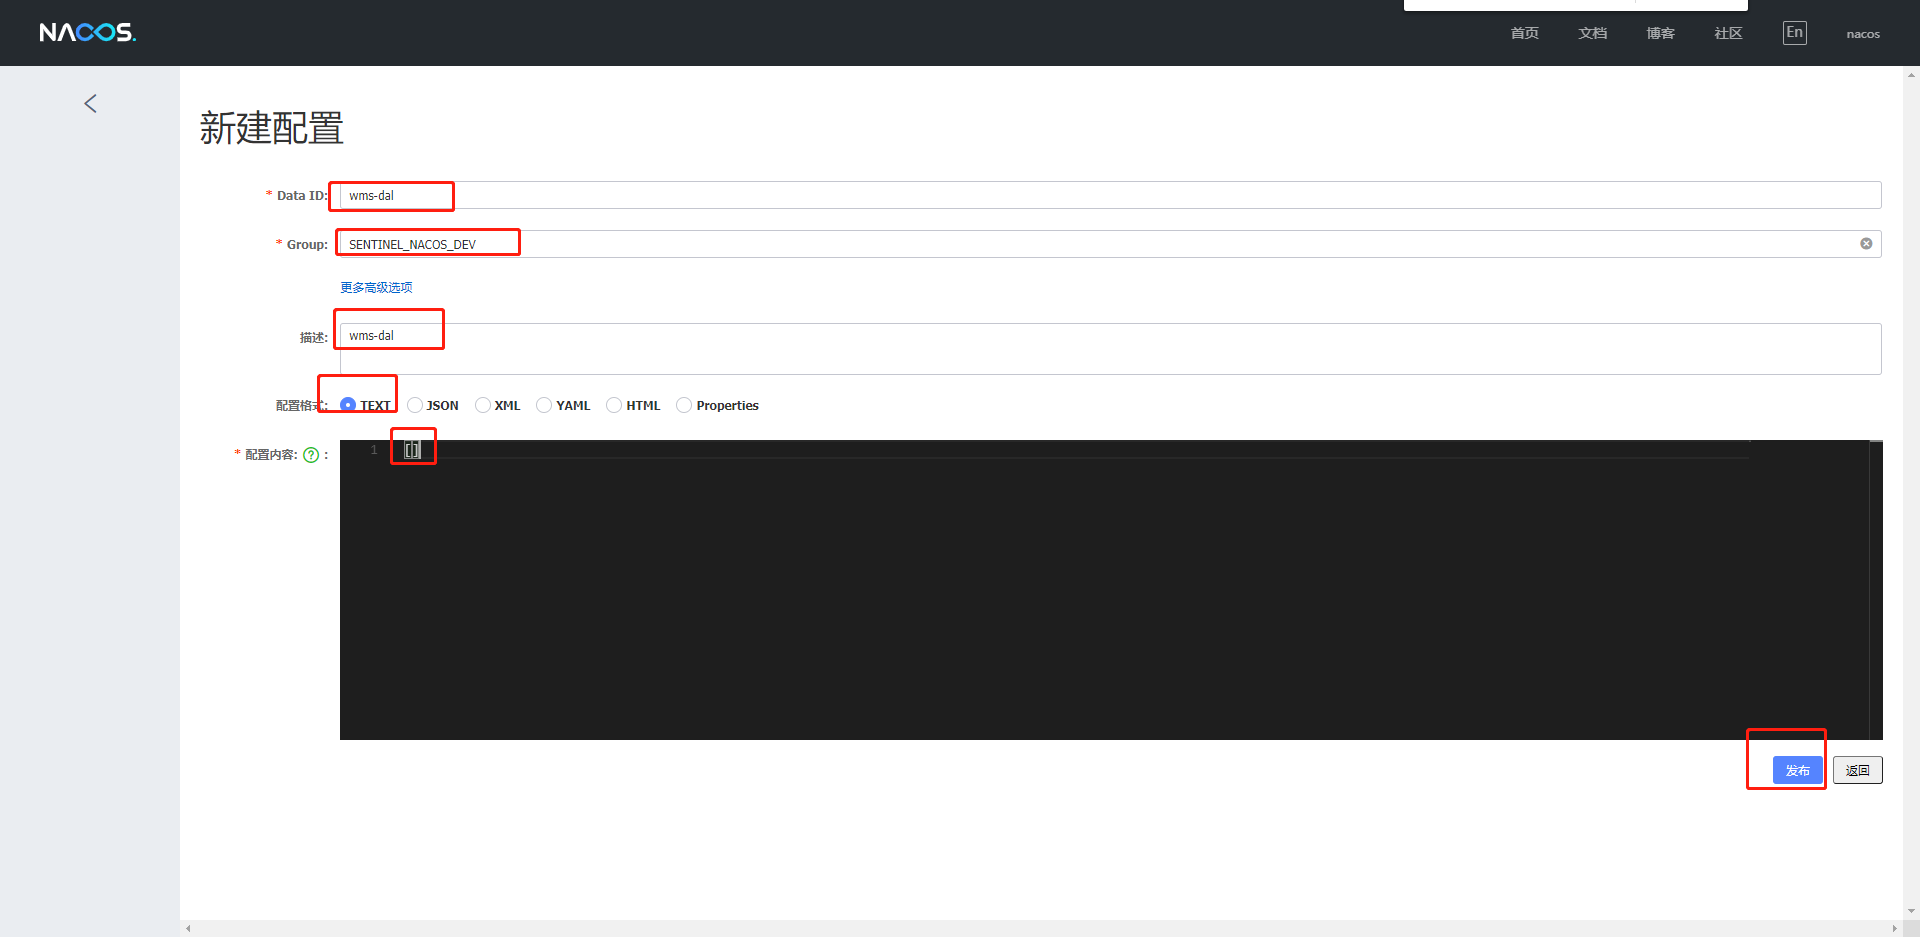 NACOS.
首页 文档 博客 社区 En nacos
新建配置
* Data ID: wms-dal
* Group: SENTINEL_NACOS_DEV
更多高级选项
描述: wms-dal
配置格式: TEXT JSON XML YAML HTML Properties
* 配置内容: ? :
1 []
发布 返回